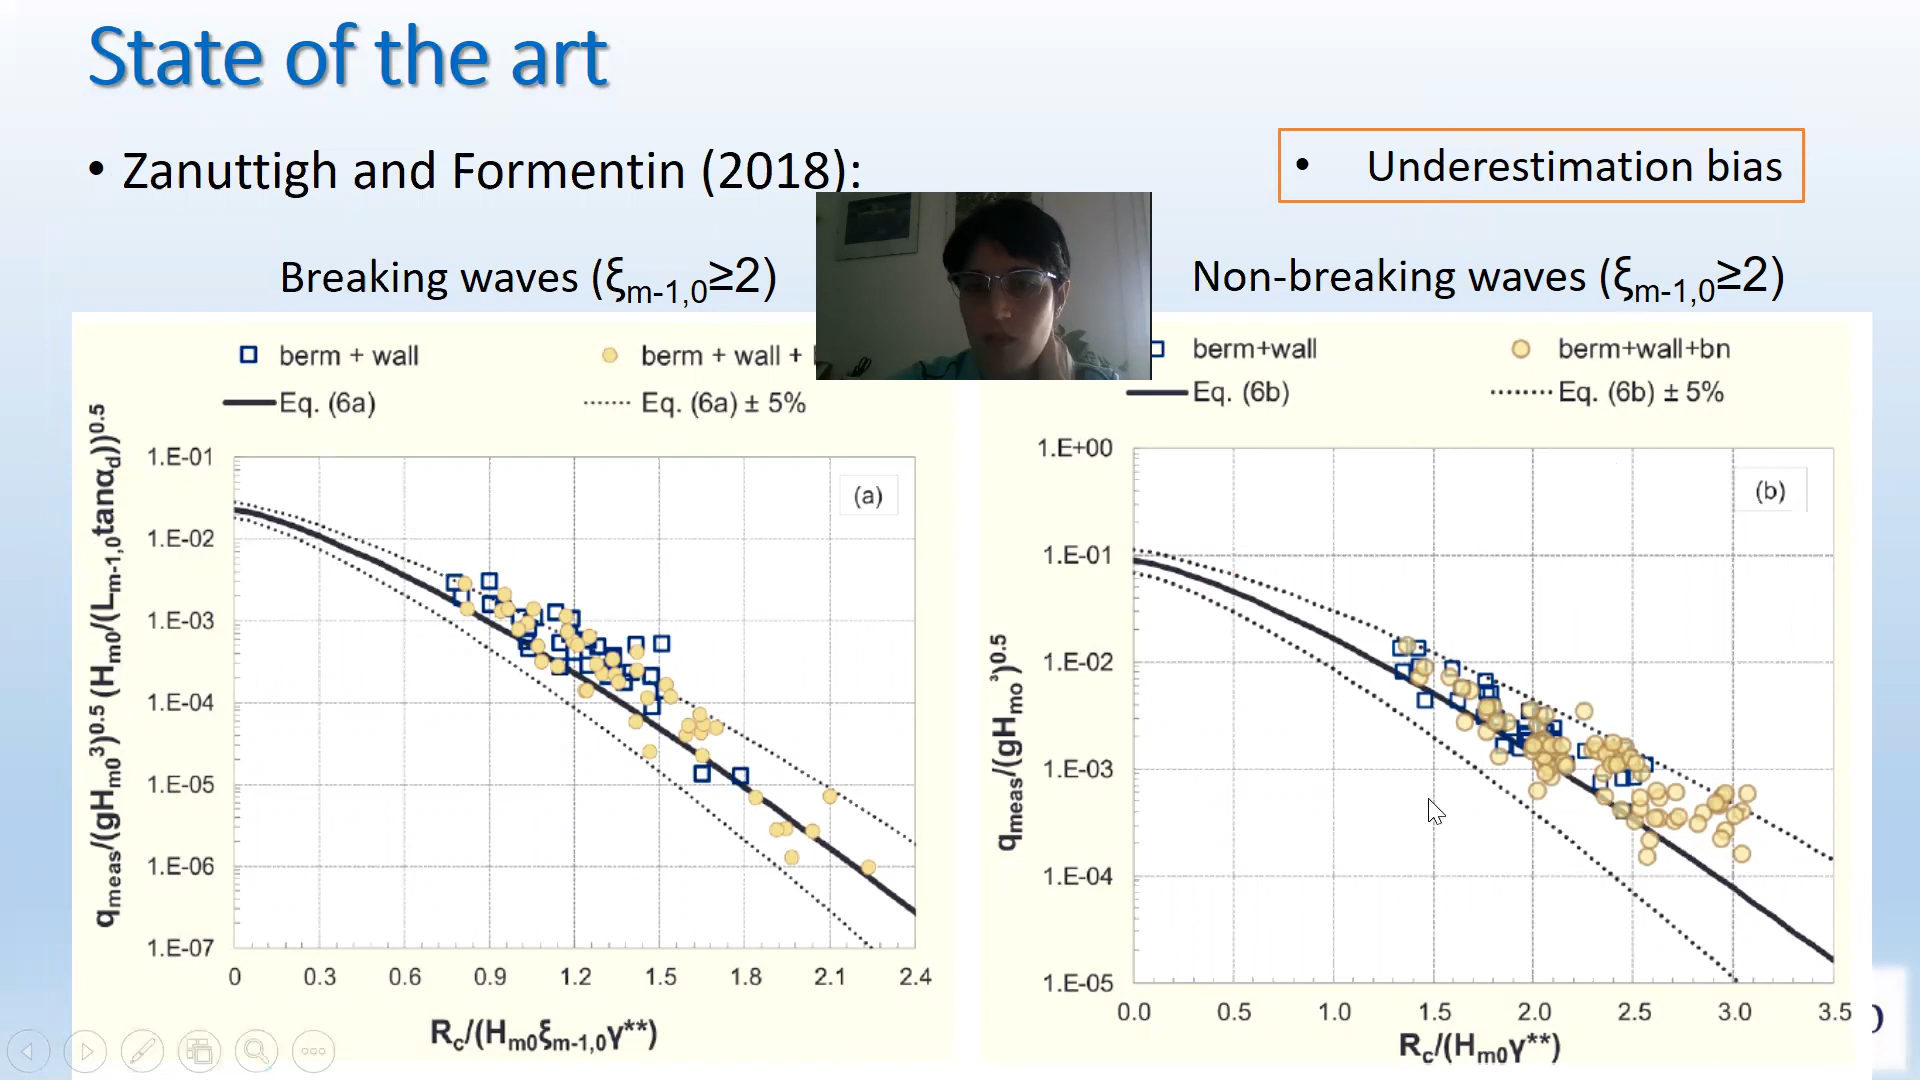 State of the art
• Zanuttigh and Formentin (2018):
• Underestimation bias
Breaking waves (ξm-1,0≥2)
Non-breaking waves (ξm-1,0≥2)
berm + wall
berm + wall +
Eq. (6a)
Eq. (6a) ± 5%
(a)
qmeas/(gHm0³)0.5 (Hm0/(Lm-1,0tanαd))0.5
1.E-01
1.E-02
1.E-03
1.E-04
1.E-05
1.E-06
1.E-07
0 0.3 0.6 0.9 1.2 1.5 1.8 2.1 2.4
Rc/(Hm0ξm-1,0γ**)
berm+wall
berm+wall+bn
Eq. (6b)
Eq. (6b) ± 5%
(b)
qmeas/(gHmo³)0.5
1.E+00
1.E-01
1.E-02
1.E-03
1.E-04
1.E-05
0.0 0.5 1.0 1.5 2.0 2.5 3.0 3.5
Rc/(Hm0γ**)